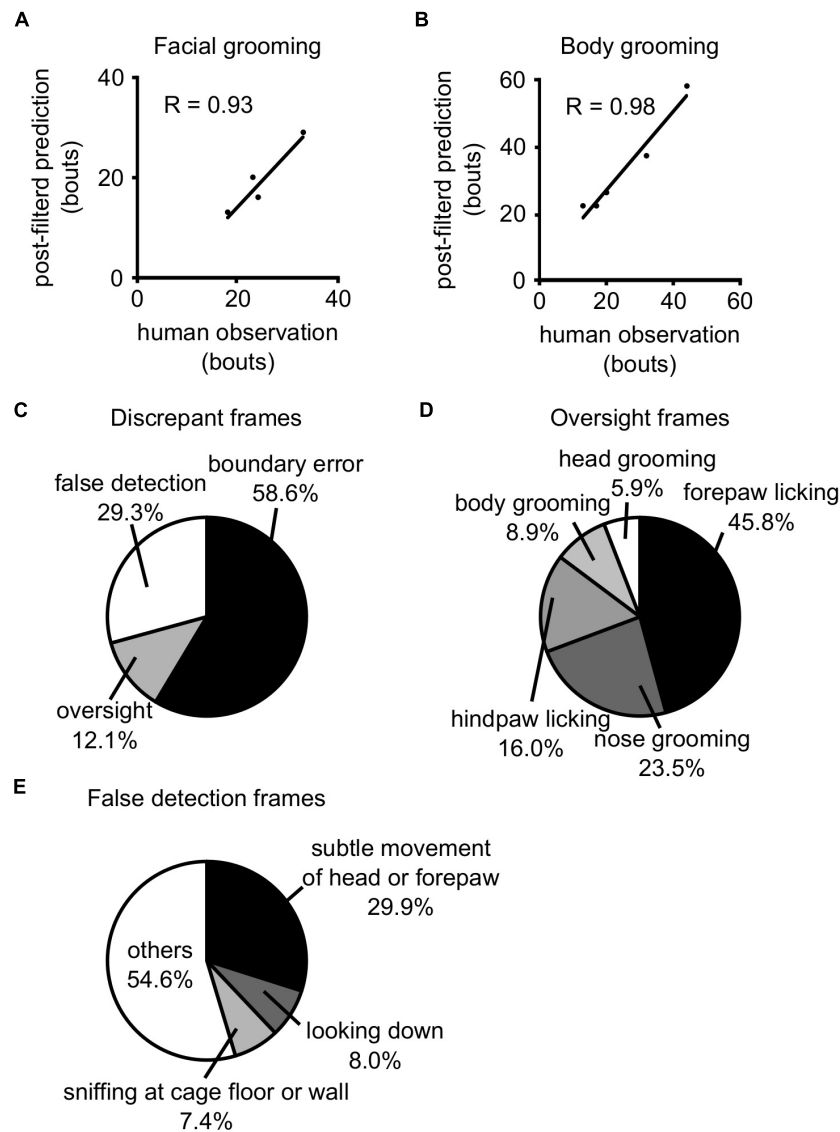 A
Facial grooming
R = 0.93
40
20
0
0
20
40
post-filterd prediction
(bouts)
human observation
(bouts)
B
Body grooming
R = 0.98
60
40
20
0
0
20
40
60
post-filterd prediction
(bouts)
human observation
(bouts)
C
Discrepant frames
boundary error
58.6%
false detection
29.3%
oversight
12.1%
D
Oversight frames
head grooming
5.9%
forepaw licking
45.8%
body grooming
8.9%
hindpaw licking
16.0%
nose grooming
23.5%
E
False detection frames
subtle movement
of head or forepaw
29.9%
others
54.6%
looking down
8.0%
sniffing at cage floor or wall
7.4%